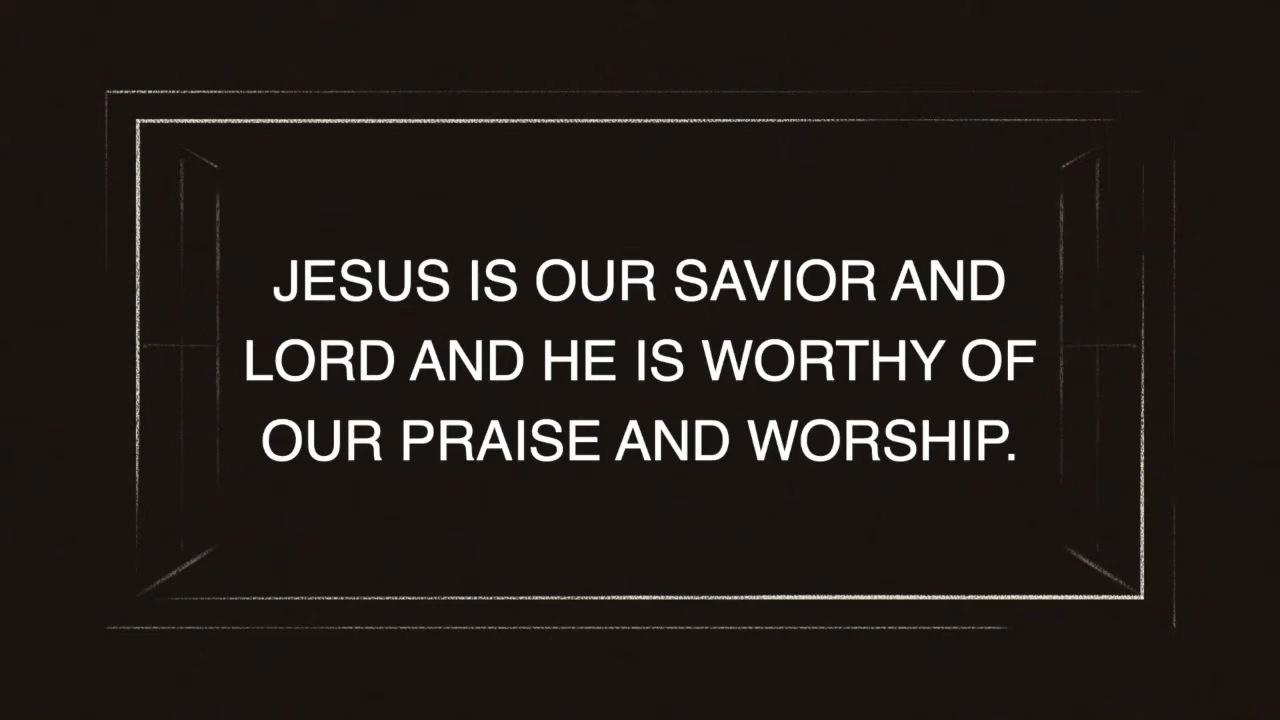 JESUS IS OUR SAVIOR AND
LORD AND HE IS WORTHY OF
OUR PRAISE AND WORSHIP.